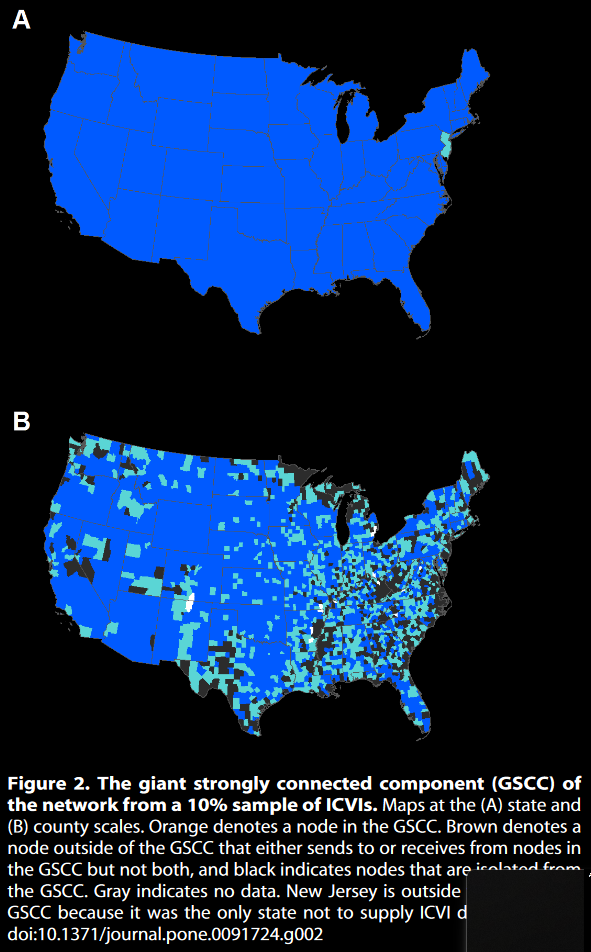 A
B
Figure 2. The giant strongly connected component (GSCC) of
the network from a 10% sample of ICVIs. Maps at the (A) state and
(B) county scales. Orange denotes a node in the GSCC. Brown denotes a
node outside of the GSCC that either sends to or receives from nodes in
the GSCC but not both, and black indicates nodes that are isolated from
the GSCC. Gray indicates no data. New Jersey is outside
GSCC because it was the only state not to supply ICVI d
doi:10.1371/journal.pone.0091724.g002